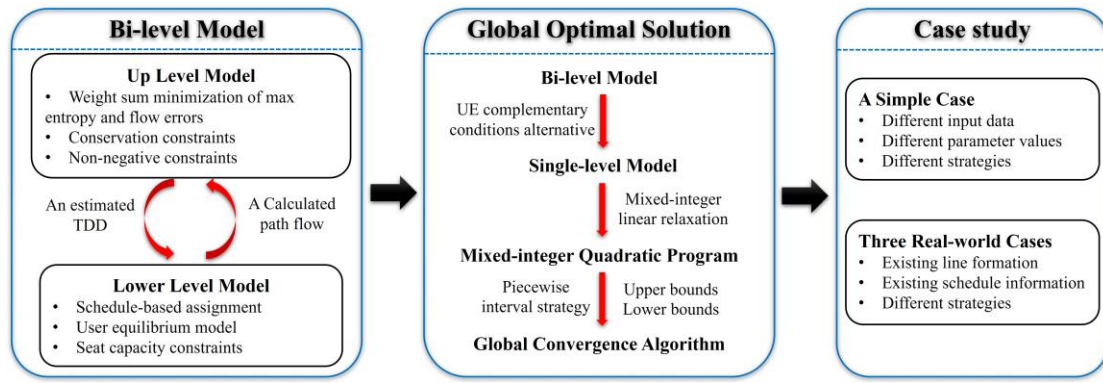 Bi-level Model
Up Level Model
• Weight sum minimization of max
entropy and flow errors
• Conservation constraints
• Non-negative constraints
An estimated
TDD
A Calculated
path flow
Lower Level Model
• Schedule-based assignment
• User equilibrium model
• Seat capacity constraints
Global Optimal Solution
Bi-level Model
UE complementary
conditions alternative
Single-level Model
Mixed-integer
linear relaxation
Mixed-integer Quadratic Program
Piecewise
interval strategy
Upper bounds
Lower bounds
Global Convergence Algorithm
Case study
A Simple Case
• Different input data
• Different parameter values
• Different strategies
Three Real-world Cases
• Existing line formation
• Existing schedule information
• Different strategies